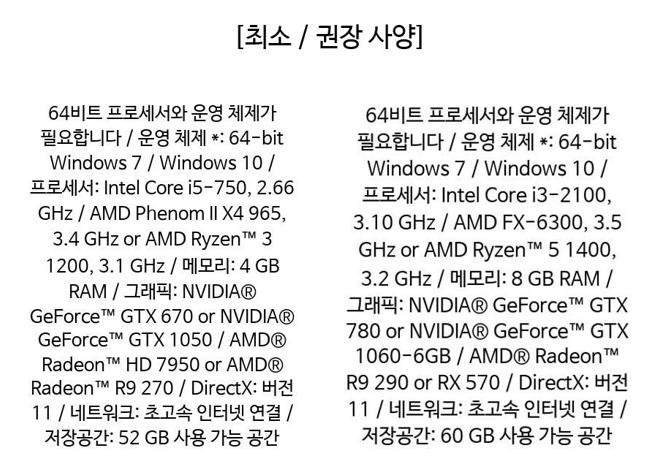 [최소 / 권장 사양]
64비트 프로세서와 운영 체제가
필요합니다 / 운영 체제 *: 64-bit
Windows 7 / Windows 10 /
프로세서: Intel Core i5-750, 2.66
GHz / AMD Phenom II X4 965,
3.4 GHz or AMD Ryzen™ 3
1200, 3.1 GHz / 메모리: 4 GB
RAM / 그래픽: NVIDIA®
GeForce™ GTX 670 or NVIDIA®
GeForce™ GTX 1050 / AMD®
Radeon™ HD 7950 or AMD®
Radeon™ R9 270 / DirectX: 버전
11 / 네트워크: 초고속 인터넷 연결 /
저장공간: 52 GB 사용 가능 공간
64비트 프로세서와 운영 체제가
필요합니다 / 운영 체제 *: 64-bit
Windows 7 / Windows 10 /
프로세서: Intel Core i3-2100,
3.10 GHz / AMD FX-6300, 3.5
GHz or AMD Ryzen™ 5 1400,
3.2 GHz / 메모리: 8 GB RAM /
그래픽: NVIDIA® GeForce™ GTX
780 or NVIDIA® GeForce™ GTX
1060-6GB / AMD® Radeon™
R9 290 or RX 570 / DirectX: 버전
11 / 네트워크: 초고속 인터넷 연결 /
저장공간: 60 GB 사용 가능 공간